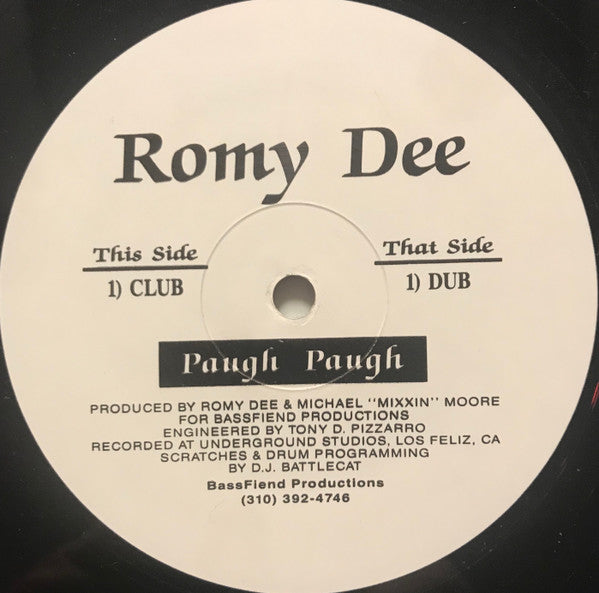 Romy Dee
This Side
1) CLUB
That Side
1) DUB
Paugh Paugh
PRODUCED BY ROMY DEE & MICHAEL "MIXXIN" MOORE
FOR BASSFIEND PRODUCTIONS
ENGINEERED BY TONY D. PIZZARRO
RECORDED AT UNDERGROUND STUDIOS, LOS FELIZ, CA
SCRATCHES & DRUM PROGRAMMING
BY D.J. BATTLECAT
BassFiend Productions
(310) 392-4746